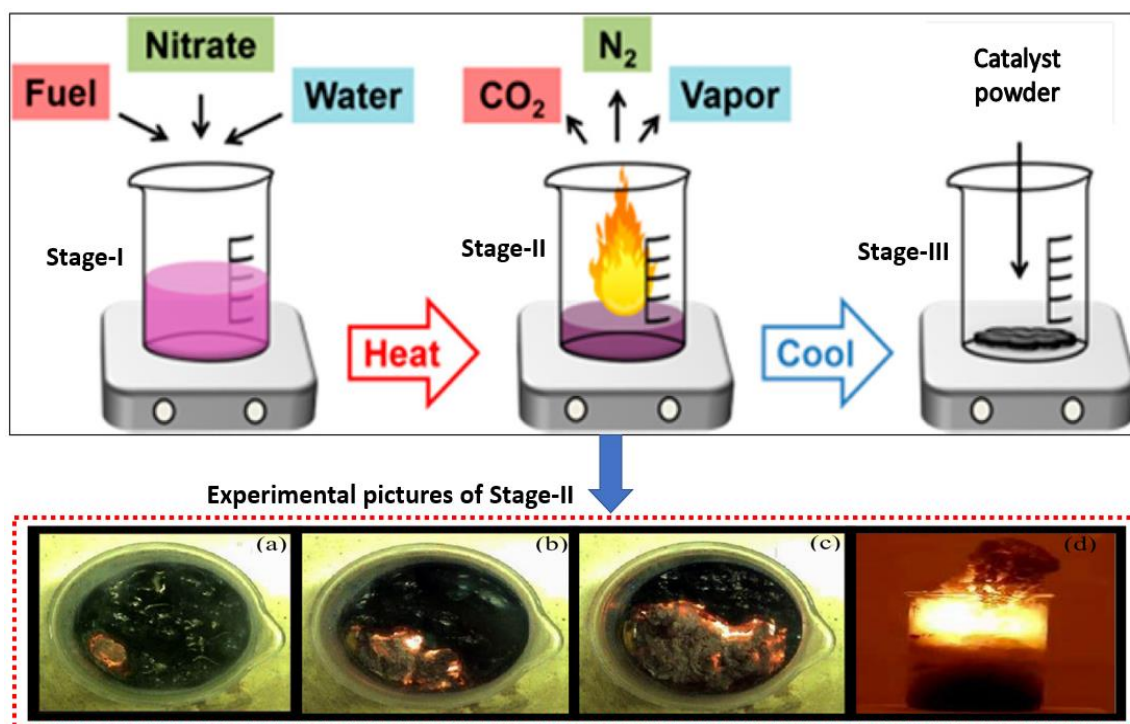 Nitrate
Fuel
Water
N₂
CO₂
Vapor
Catalyst
powder
Stage-I
Stage-II
Stage-III
Heat
Cool
Experimental pictures of Stage-II
(a)
(b)
(c)
(d)